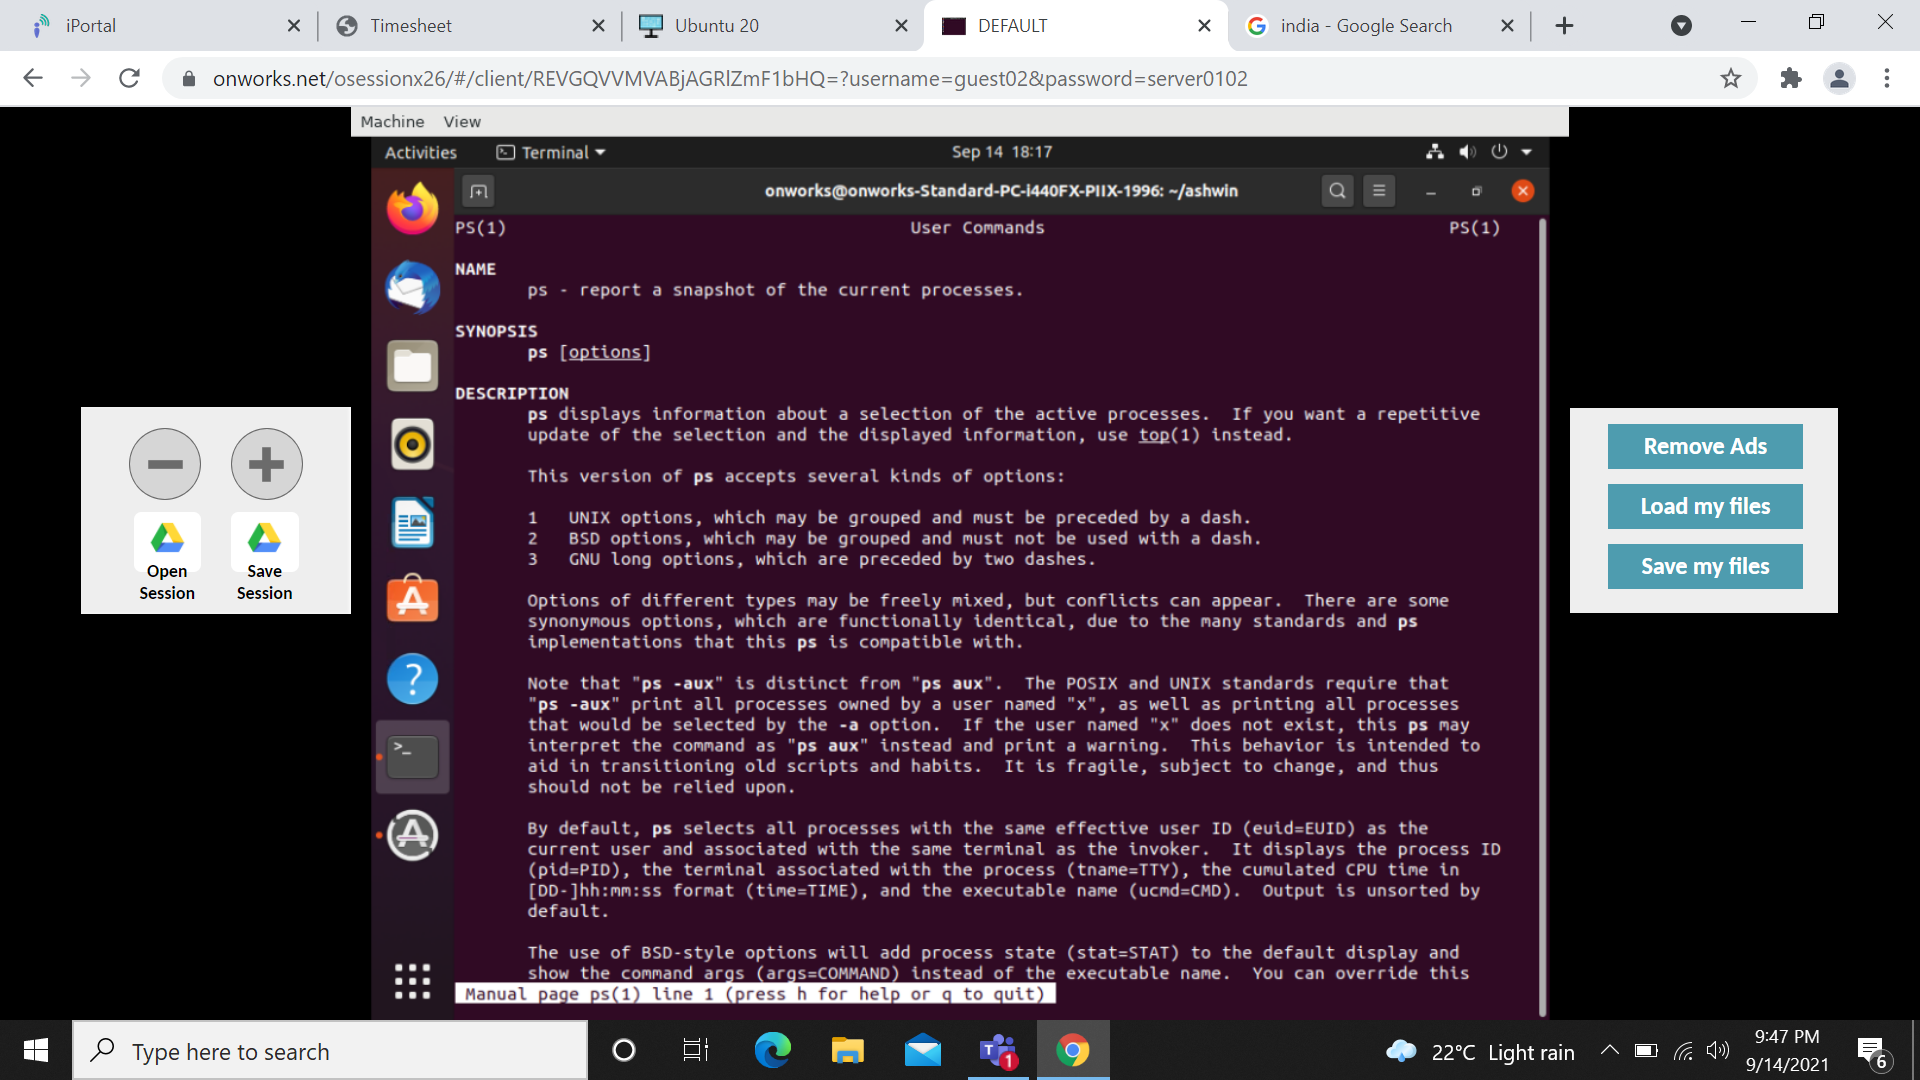 iPortal
Timesheet
Ubuntu 20
DEFAULT
india - Google Search
onworks.net/osessionx26/#/client/REVGQVVMVABjAGRlZmF1bHQ=?username=guest02&password=server0102
Machine View
Activities Terminal Sep 14 18:17
onworks@onworks-Standard-PC-i440FX-PIIX-1996: ~/ashwin
PS(1) User Commands PS(1)
NAME
ps - report a snapshot of the current processes.
SYNOPSIS
ps [options]
DESCRIPTION
ps displays information about a selection of the active processes. If you want a repetitive
update of the selection and the displayed information, use top(1) instead.
This version of ps accepts several kinds of options:
1 UNIX options, which may be grouped and must be preceded by a dash.
2 BSD options, which may be grouped and must not be used with a dash.
3 GNU long options, which are preceded by two dashes.
Options of different types may be freely mixed, but conflicts can appear. There are some
synonymous options, which are functionally identical, due to the many standards and ps
implementations that this ps is compatible with.
Note that "ps -aux" is distinct from "ps aux". The POSIX and UNIX standards require that
"ps -aux" print all processes owned by a user named "x", as well as printing all processes
that would be selected by the -a option. If the user named "x" does not exist, this ps may
interpret the command as "ps aux" instead and print a warning. This behavior is intended to
aid in transitioning old scripts and habits. It is fragile, subject to change, and thus
should not be relied upon.
By default, ps selects all processes with the same effective user ID (euid=EUID) as the
current user and associated with the same terminal as the invoker. It displays the process ID
(pid=PID), the terminal associated with the process (tname=TTY), the cumulated CPU time in
[DD-]hh:mm:ss format (time=TIME), and the executable name (ucmd=CMD). Output is unsorted by
default.
The use of BSD-style options will add process state (stat=STAT) to the default display and
show the command args (args=COMMAND) instead of the executable name. You can override this
Manual page ps(1) line 1 (press h for help or q to quit)
Open
Session
Save
Session
Remove Ads
Load my files
Save my files
Type here to search
1
22°C Light rain
9:47 PM
9/14/2021
6